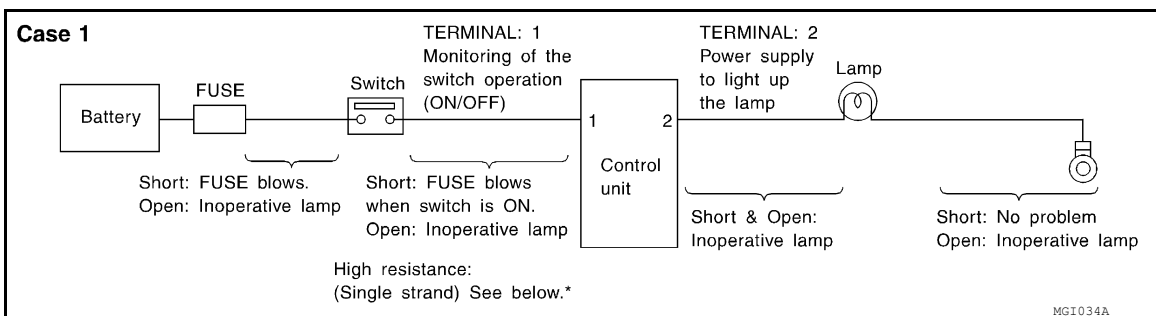 Case 1
TERMINAL: 1
Monitoring of the
switch operation
(ON/OFF)
TERMINAL: 2
Power supply
to light up
the lamp
Lamp
FUSE
Switch
Battery
1
2
Control
unit
Short: FUSE blows.
Open: Inoperative lamp
Short: FUSE blows
when switch is ON.
Open: Inoperative lamp
Short & Open:
Inoperative lamp
Short: No problem
Open: Inoperative lamp
High resistance:
(Single strand) See below.*
MGI034A